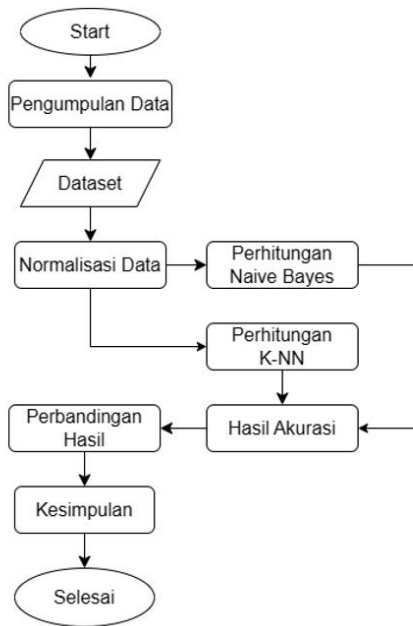 Start
Pengumpulan Data
Dataset
Normalisasi Data
Perhitungan
Naive Bayes
Perhitungan
K-NN
Hasil Akurasi
Perbandingan
Hasil
Kesimpulan
Selesai